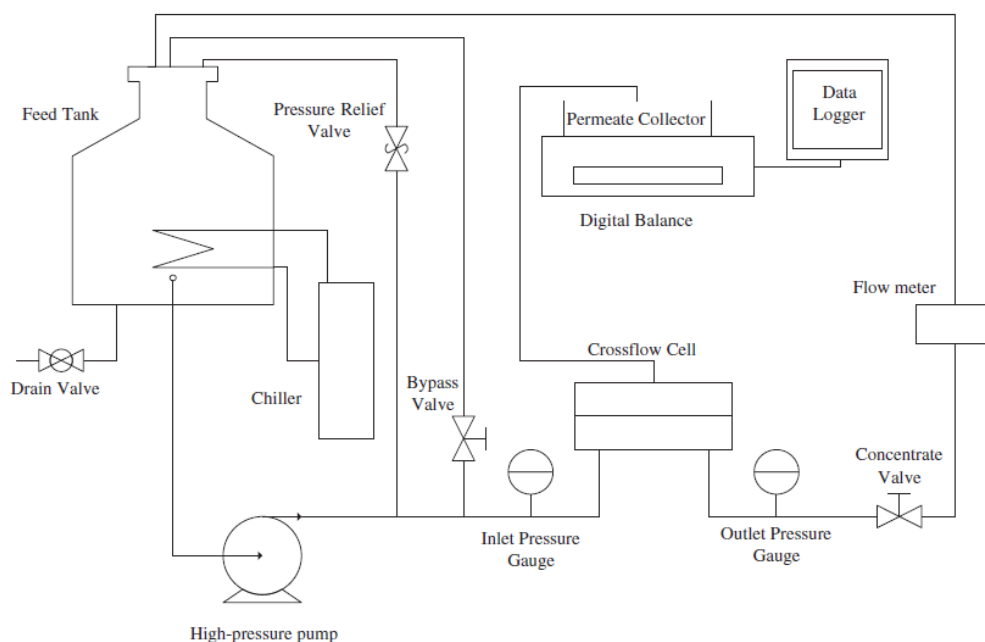 Feed Tank
Pressure Relief
Valve
Permeate Collector
Data
Logger
Digital Balance
Flow meter
Crossflow Cell
Drain Valve
Chiller
Bypass
Valve
Concentrate
Valve
Inlet Pressure
Gauge
Outlet Pressure
Gauge
High-pressure pump